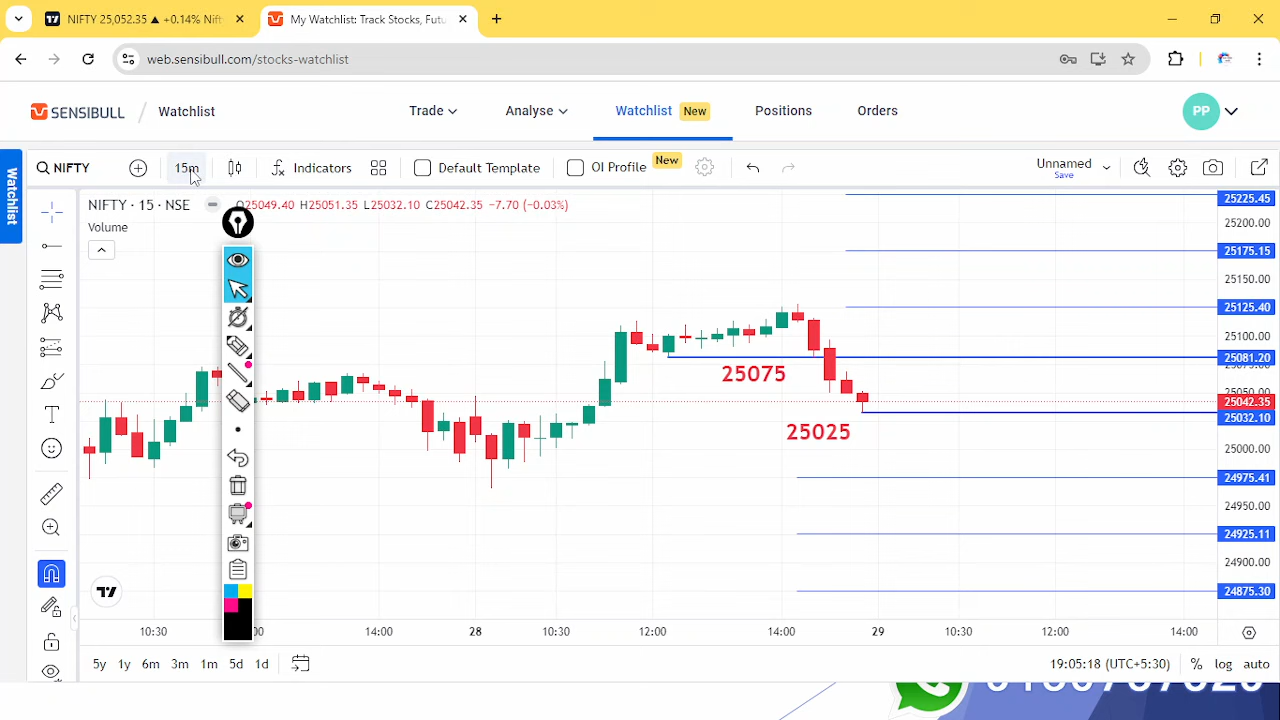 NIFTY 25,052.35 ▲ +0.14% Nift
My Watchlist: Track Stocks, Futu
web.sensibull.com/stocks-watchlist
SENSIBULL / Watchlist
Trade
Analyse
Watchlist New
Positions
Orders
PP
Watchlist
NIFTY
15m
Indicators
Default Template
OI Profile New
Unnamed
Save
NIFTY · 15 · NSE
O25049.40 H25051.35 L25032.10 C25042.35 −7.70 (−0.03%)
Volume
25225.45
25200.00
25175.15
25150.00
25125.40
25100.00
25081.20
25042.35
25032.10
25000.00
24975.41
24950.00
24925.11
24900.00
24875.30
25075
25025
10:30
14:00
28
10:30
12:00
14:00
29
10:30
12:00
14:00
5y 1y 6m 3m 1m 5d 1d
19:05:18 (UTC+5:30) % log auto